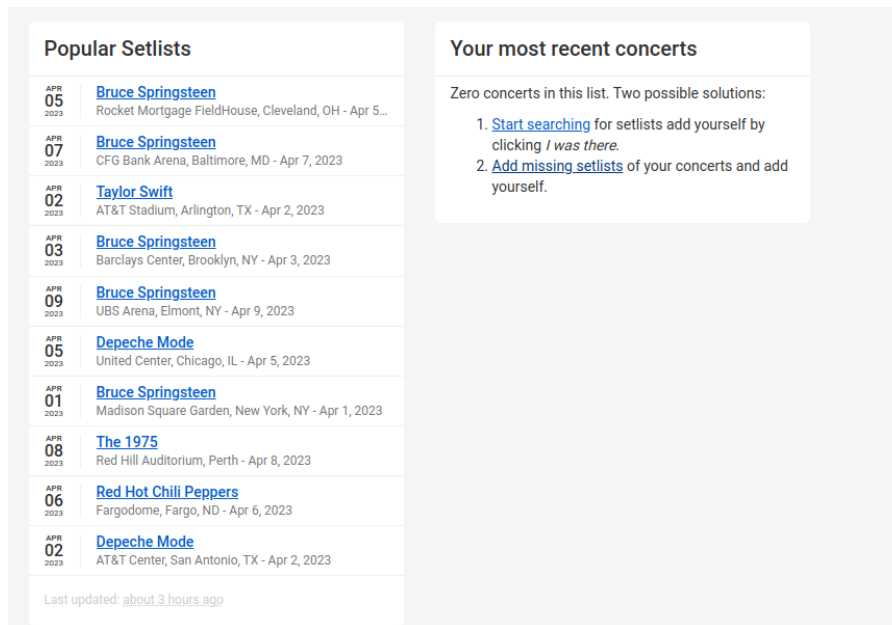 Popular Setlists
APR
05
2023
Bruce Springsteen
Rocket Mortgage FieldHouse, Cleveland, OH - Apr 5...
APR
07
2023
Bruce Springsteen
CFG Bank Arena, Baltimore, MD - Apr 7, 2023
APR
02
2023
Taylor Swift
AT&T Stadium, Arlington, TX - Apr 2, 2023
APR
03
2023
Bruce Springsteen
Barclays Center, Brooklyn, NY - Apr 3, 2023
APR
09
2023
Bruce Springsteen
UBS Arena, Elmont, NY - Apr 9, 2023
APR
05
2023
Depeche Mode
United Center, Chicago, IL - Apr 5, 2023
APR
01
2023
Bruce Springsteen
Madison Square Garden, New York, NY - Apr 1, 2023
APR
08
2023
The 1975
Red Hill Auditorium, Perth - Apr 8, 2023
APR
06
2023
Red Hot Chili Peppers
Fargodome, Fargo, ND - Apr 6, 2023
APR
02
2023
Depeche Mode
AT&T Center, San Antonio, TX - Apr 2, 2023
Last updated: about 3 hours ago
Your most recent concerts
Zero concerts in this list. Two possible solutions:
1. Start searching for setlists add yourself by
clicking I was there.
2. Add missing setlists of your concerts and add
yourself.